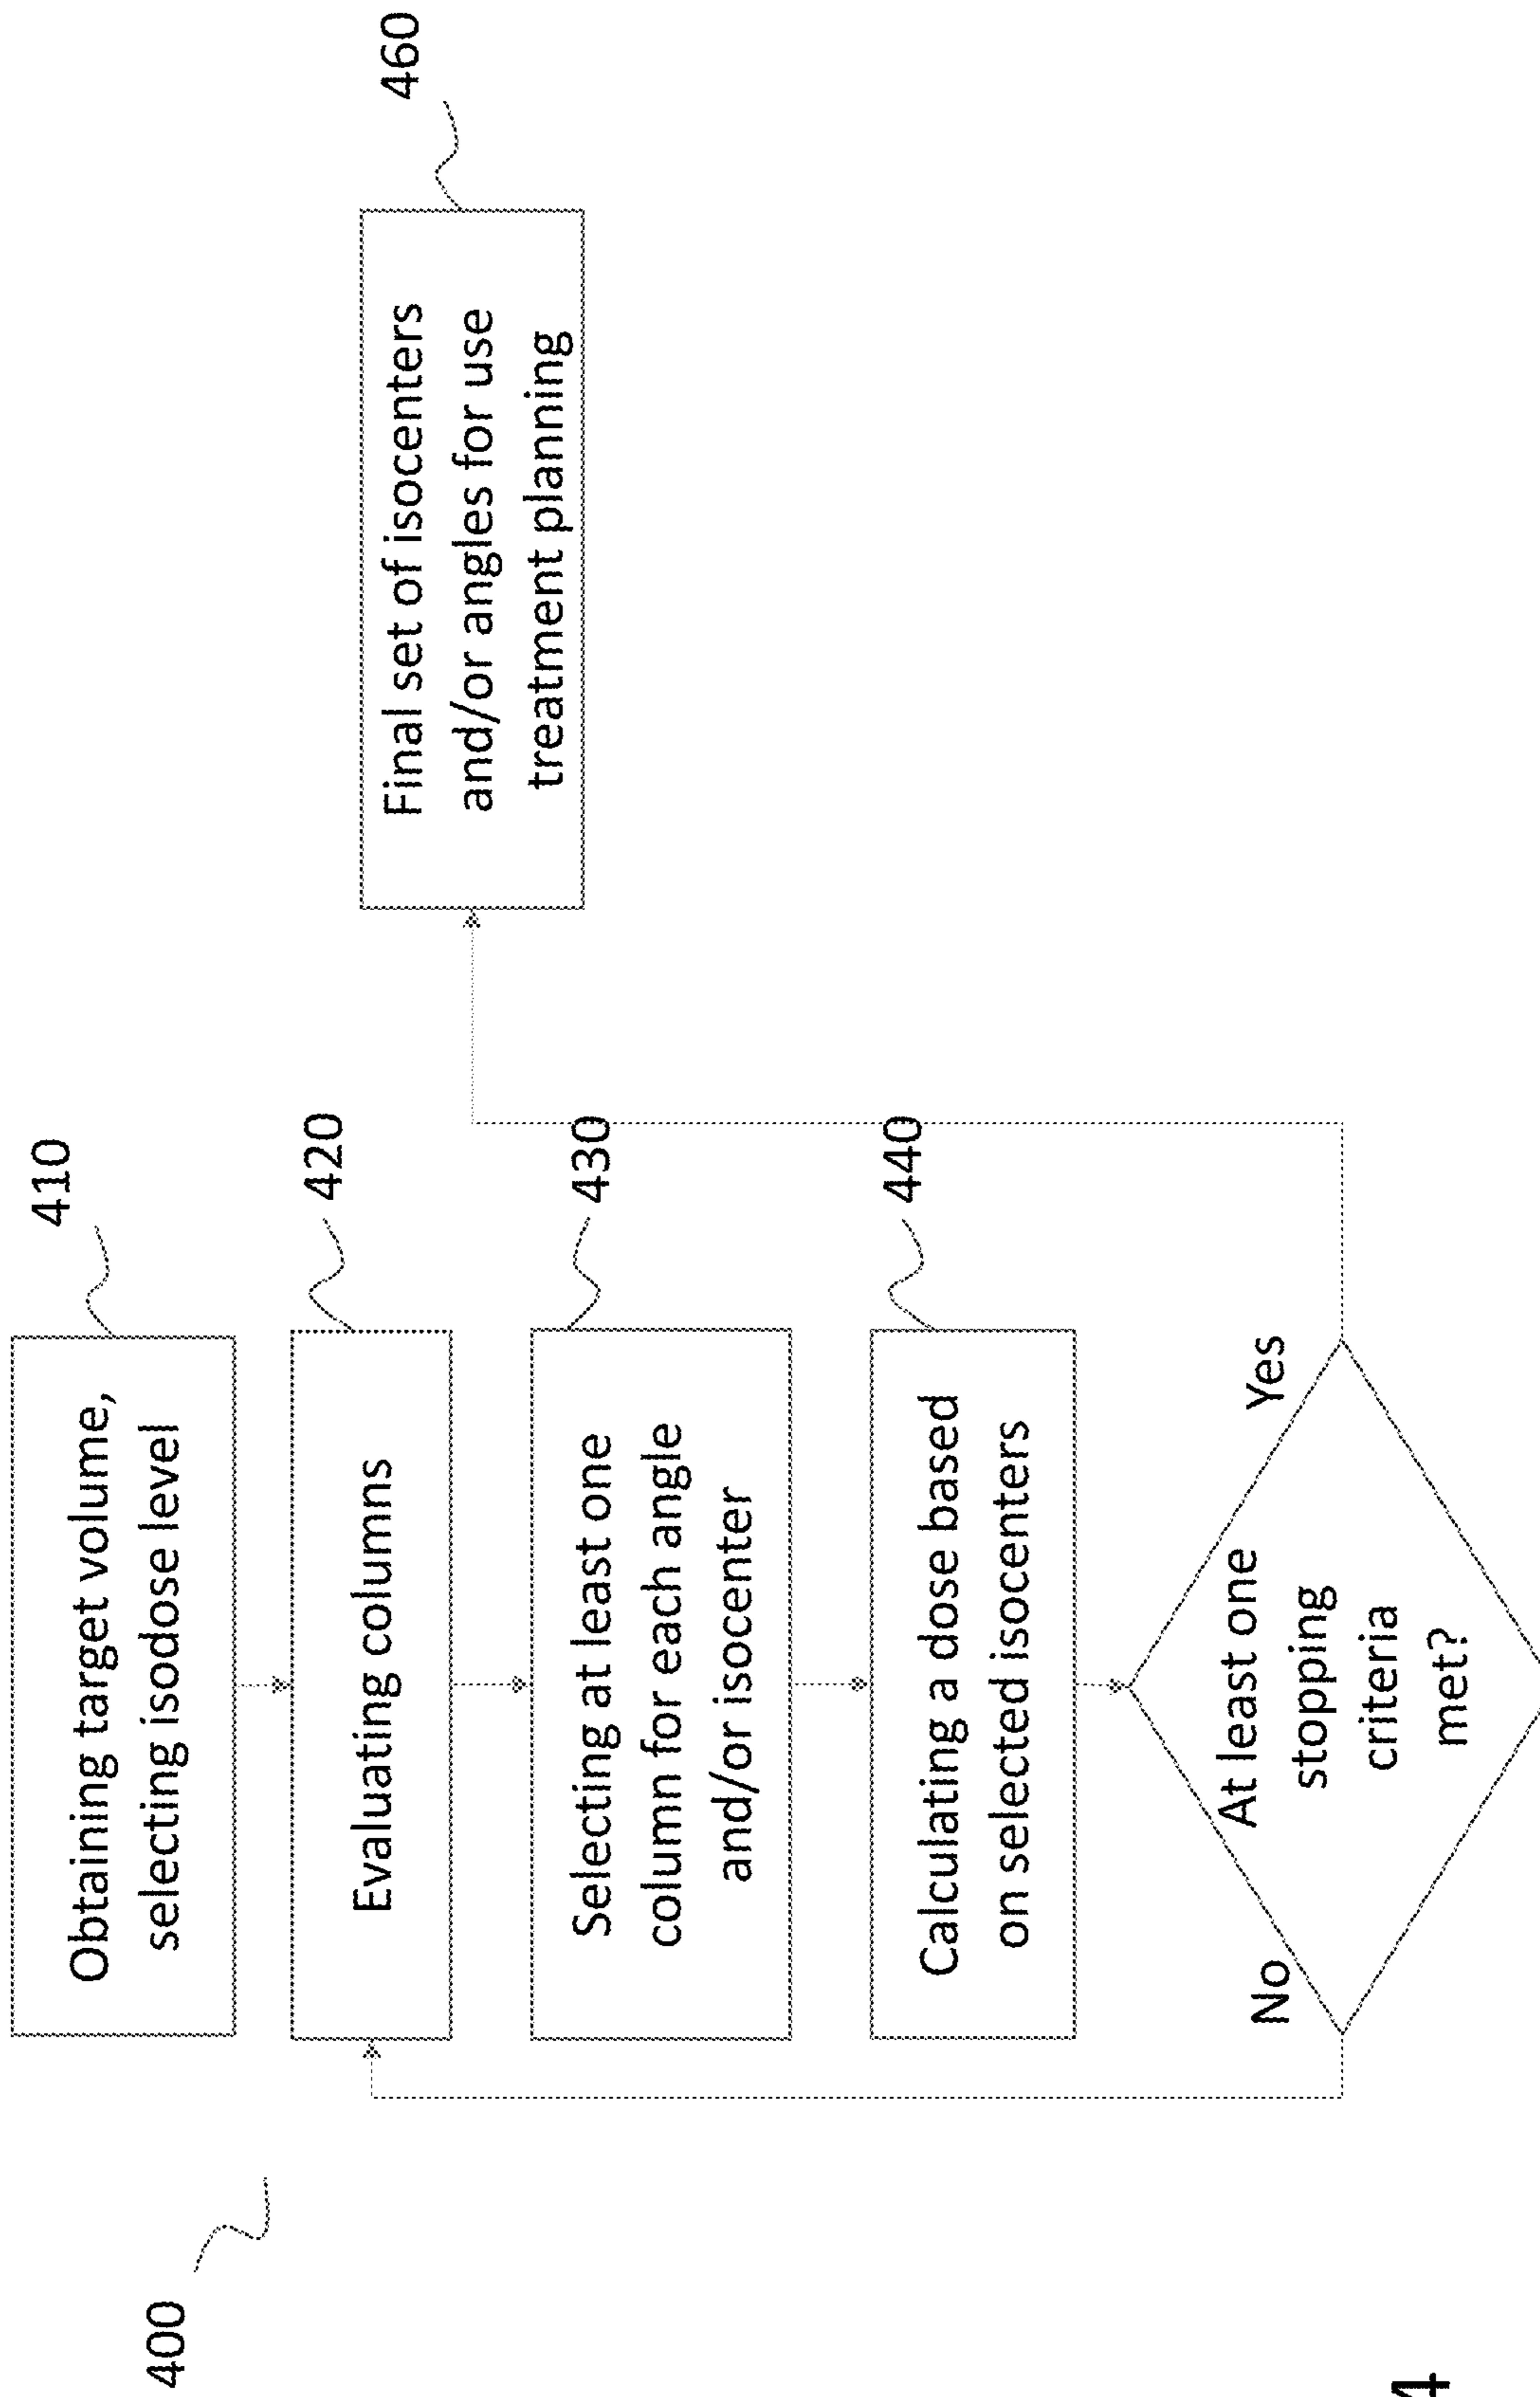 400
Obtaining target volume,
selecting isodose level
410
Evaluating columns
420
Selecting at least one
column for each angle
and/or isocenter
430
Calculating a dose based
on selected isocenters
440
At least one
stopping
criteria
met?
No
Yes
Final set of isocenters
and/or angles for use
treatment planning
460
4